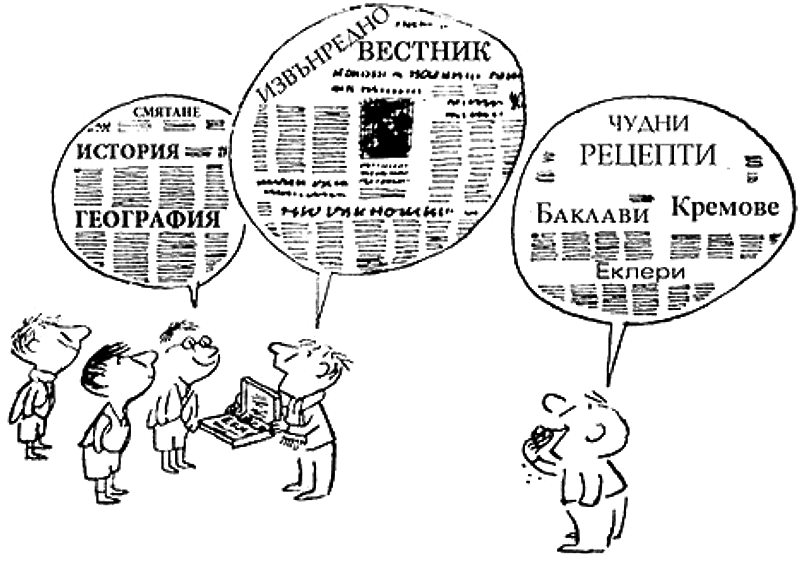 СМЯТАНЕ
ИСТОРИЯ
ГЕОГРАФИЯ
ИЗВЪНРЕДНО
ВЕСТНИК
ЧУДНИ
РЕЦЕПТИ
БАКЛАВИ Кремове
Еклери